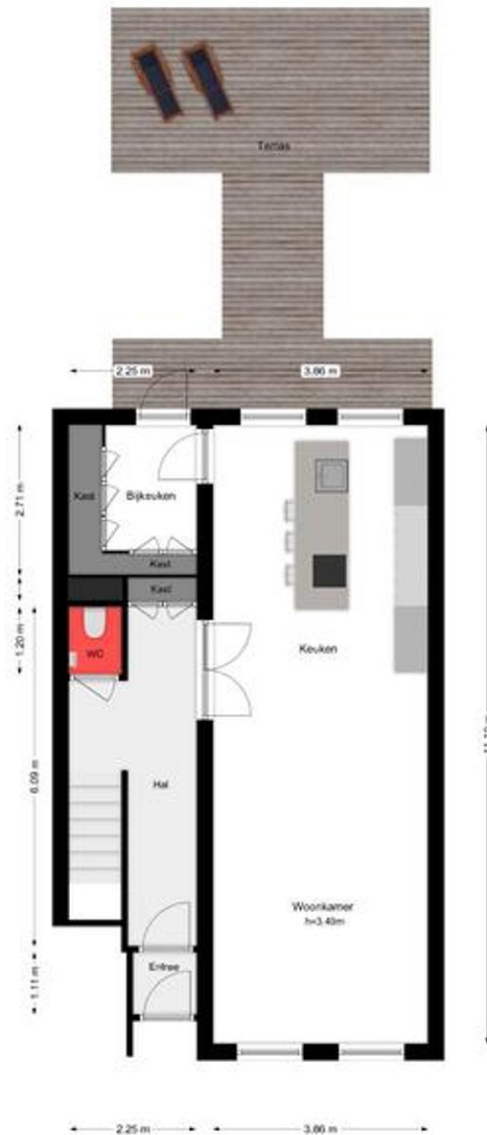 Terras
2.25 m
3.86 m
2.71 m
Kast
Bijkeuken
Kast
Kast
1.20 m
WC
Keuken
6.09 m
Hal
Woonkamer
h=3.40m
Entree
1.11 m
2.25 m
3.86 m